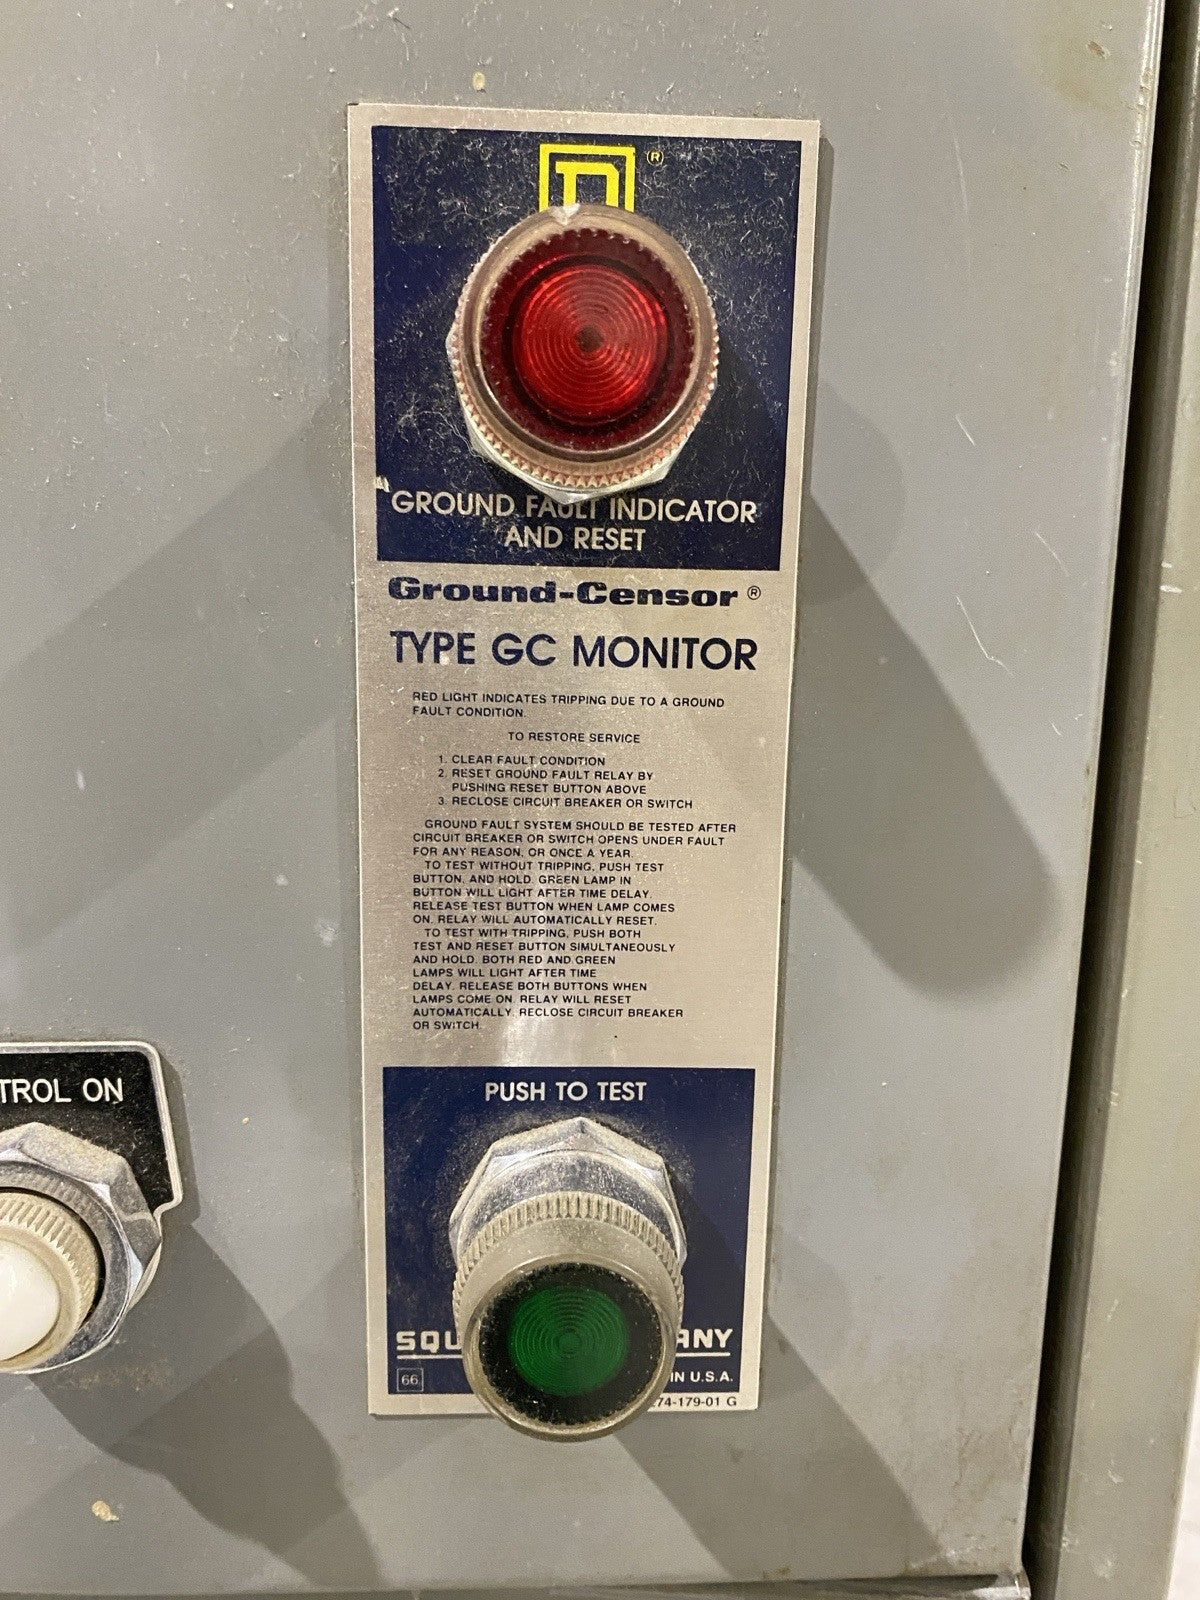 ®
GROUND FAULT INDICATOR
AND RESET
Ground-Censor ®
TYPE GC MONITOR
RED LIGHT INDICATES TRIPPING DUE TO A GROUND
FAULT CONDITION.
TO RESTORE SERVICE
1. CLEAR FAULT CONDITION
2. RESET GROUND FAULT RELAY BY
PUSHING RESET BUTTON ABOVE
3. RECLOSE CIRCUIT BREAKER OR SWITCH
GROUND FAULT SYSTEM SHOULD BE TESTED AFTER
CIRCUIT BREAKER OR SWITCH OPENS UNDER FAULT
FOR ANY REASON, OR ONCE A YEAR.
TO TEST WITHOUT TRIPPING, PUSH TEST
BUTTON, AND HOLD. GREEN LAMP IN
BUTTON WILL LIGHT AFTER TIME DELAY.
RELEASE TEST BUTTON WHEN LAMP COMES
ON. RELAY WILL AUTOMATICALLY RESET.
TO TEST WITH TRIPPING, PUSH BOTH
TEST AND RESET BUTTON SIMULTANEOUSLY
AND HOLD. BOTH RED AND GREEN
LAMPS WILL LIGHT AFTER TIME
DELAY. RELEASE BOTH BUTTONS WHEN
LAMPS COME ON. RELAY WILL RESET
AUTOMATICALLY. RECLOSE CIRCUIT BREAKER
OR SWITCH.
PUSH TO TEST
SQU ANY
66 IN U.S.A.
74-179-01 G
TROL ON